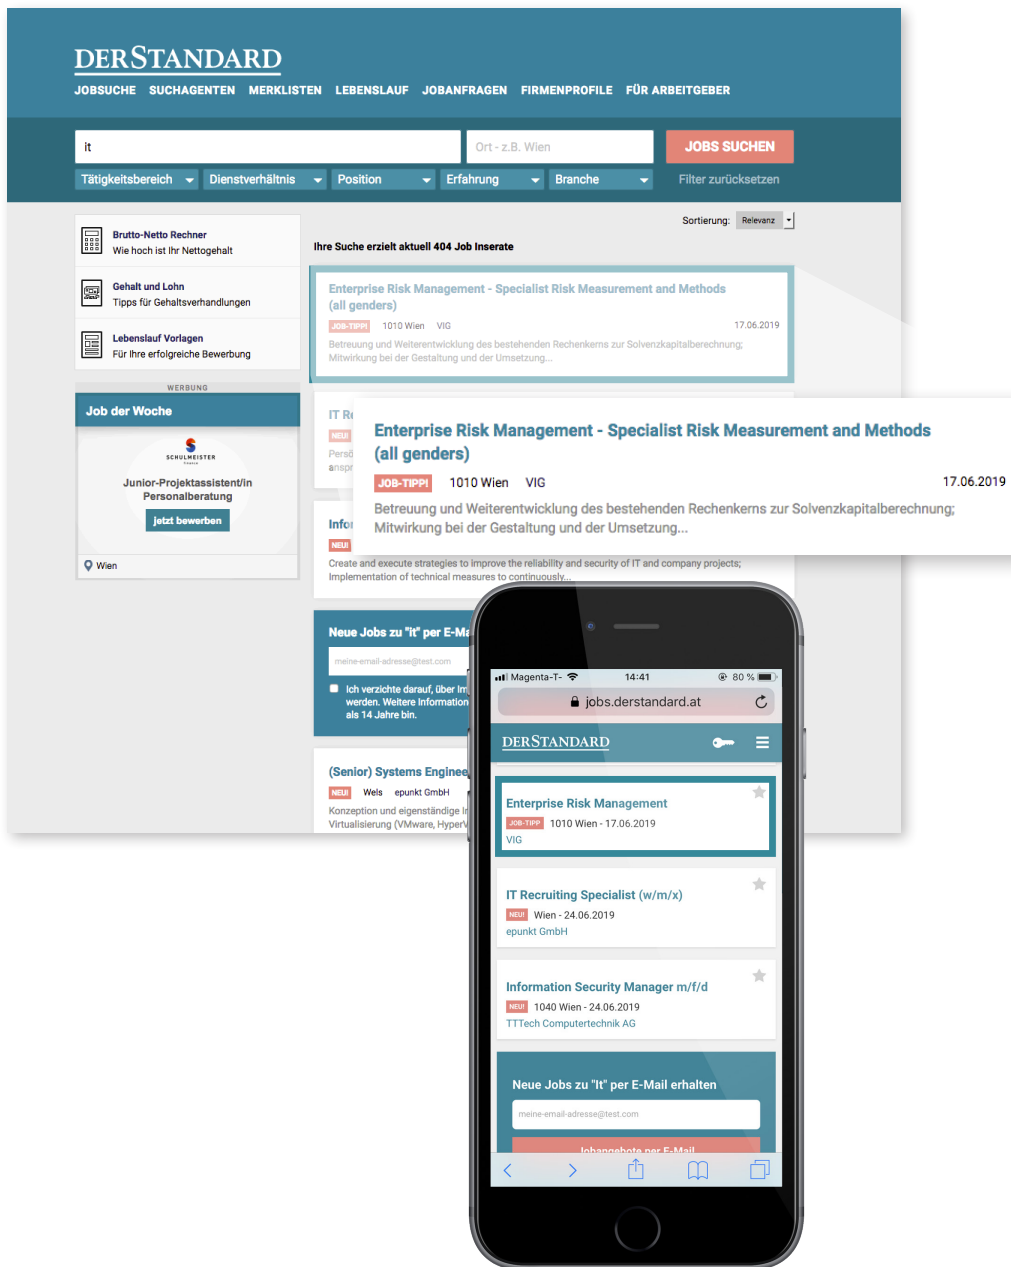 DERSTANDARD
JOBSUCHE SUCHAGENTEN MERKLISTEN LEBENSLAUF JOBANFRAGEN FIRMENPROFILE FÜR ARBEITGEBER
it
Ort - z.B. Wien
JOBS SUCHEN
Tätigkeitsbereich Dienstverhältnis Position Erfahrung Branche Filter zurücksetzen
Sortierung: Relevanz
Brutto-Netto Rechner
Wie hoch ist Ihr Nettogehalt
Gehalt und Lohn
Tipps für Gehaltsverhandlungen
Lebenslauf Vorlagen
Für Ihre erfolgreiche Bewerbung
WERBUNG
Job der Woche
SCHULMEISTER
finance
Junior-Projektassistent/in
Personalberatung
jetzt bewerben
Wien
Ihre Suche erzielt aktuell 404 Job Inserate
Enterprise Risk Management - Specialist Risk Measurement and Methods
(all genders)
JOB-TIPP! 1010 Wien VIG 17.06.2019
Betreuung und Weiterentwicklung des bestehenden Rechenkerns zur Solvenzkapitalberechnung;
Mitwirkung bei der Gestaltung und der Umsetzung...
IT
NEU!
Enterprise Risk Management - Specialist Risk Measurement and Methods
(all genders)
JOB-TIPP! 1010 Wien VIG 17.06.2019
Betreuung und Weiterentwicklung des bestehenden Rechenkerns zur Solvenzkapitalberechnung;
Mitwirkung bei der Gestaltung und der Umsetzung...
NEU!
Create and execute strategies to improve the reliability and security of IT and company projects;
Implementation of technical measures to continuously...
Neue Jobs zu "it" per
meine-email-adresse@test.com
Ich verzichte darauf, über
werden. Weitere
als 14 Jahre bin.
(Senior) Systems
NEU! Wels epunkt GmbH
Konzeption und eigenständige
Virtualisierung (VMware,
Magenta-T- 14:41 80 %
jobs.derstandard.at
DERSTANDARD
Enterprise Risk Management
JOB-TIPP 1010 Wien - 17.06.2019
VIG
IT Recruiting Specialist (w/m/x)
NEU! Wien - 24.06.2019
epunkt GmbH
Information Security Manager m/f/d
NEU! 1040 Wien - 24.06.2019
TTTech Computertechnik AG
Neue Jobs zu "It" per E-Mail erhalten
meine-email-adresse@test.com
Jobangebote per E-Mail